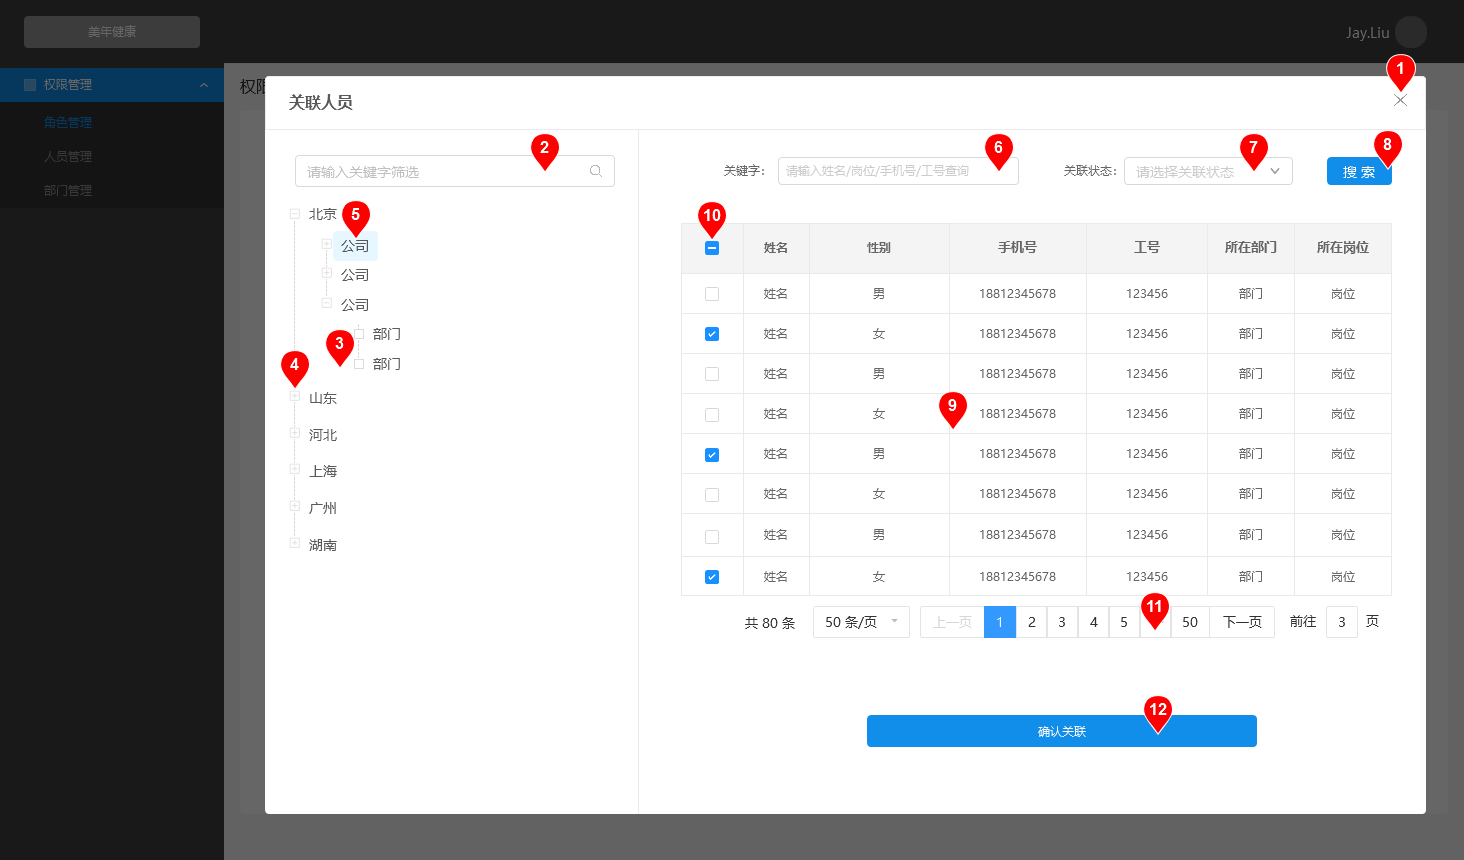 美年健康
Jay.Liu
权限管理
角色管理
人员管理
部门管理
权限
1
关联人员
请输入关键字筛选
2
北京
5
公司
公司
公司
部门
3
部门
4
山东
河北
上海
广州
湖南
关键字: 请输入姓名/岗位/手机号/工号查询 6
关联状态: 请选择关联状态 7
搜 索 8
10
姓名 性别 手机号 工号 所在部门 所在岗位
姓名 男 18812345678 123456 部门 岗位
姓名 女 18812345678 123456 部门 岗位
姓名 男 18812345678 123456 部门 岗位
姓名 女 9 18812345678 123456 部门 岗位
姓名 男 18812345678 123456 部门 岗位
姓名 女 18812345678 123456 部门 岗位
姓名 男 18812345678 123456 部门 岗位
姓名 女 18812345678 123456 部门 岗位
共 80 条 50 条/页 上一页 1 2 3 4 5 11 50 下一页 前往 3 页
12
确认关联